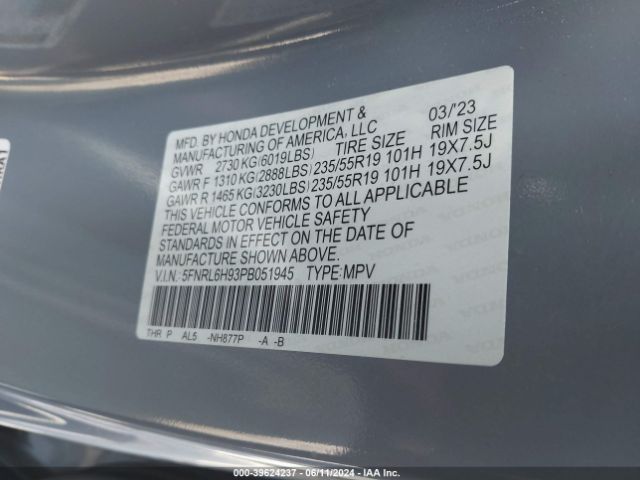 MFD. BY HONDA DEVELOPMENT &
MANUFACTURING OF AMERICA, LLC 03/'23
GVWR 2730 KG(6019LBS) TIRE SIZE RIM SIZE
GAWR F 1310 KG(2888LBS) 235/55R19 101H 19X7.5J
GAWR R 1465 KG(3230LBS) 235/55R19 101H 19X7.5J
THIS VEHICLE CONFORMS TO ALL APPLICABLE
FEDERAL MOTOR VEHICLE SAFETY
STANDARDS IN EFFECT ON THE DATE OF
MANUFACTURE SHOWN ABOVE.
V.I.N.: 5FNRL6H93PB051945 TYPE:MPV
THR P AL5 -NH877P -A -B
000-39624237 - 06/11/2024 - IAA Inc.